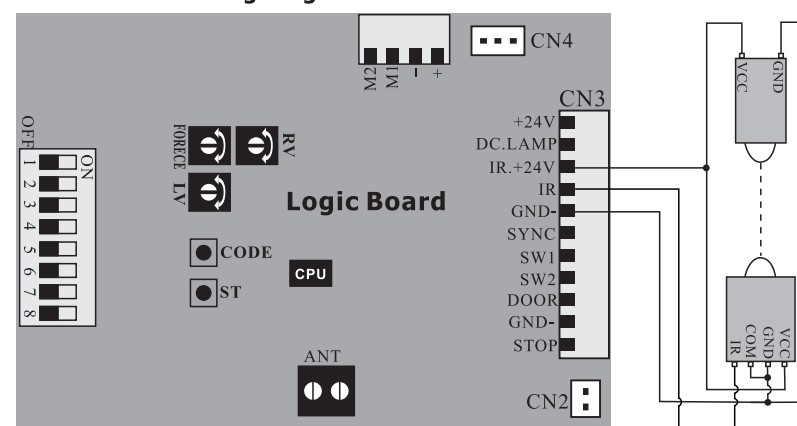 CN4
M2
M1
−
+
CN3
+24V
DC.LAMP
IR.+24V
IR
GND-
SYNC
SW1
SW2
DOOR
GND-
STOP
VCC
GND
OFF
ON
1
2
3
4
5
6
7
8
FORECE
RV
LV
Logic Board
CODE
ST
CPU
ANT
CN2
IR
COM
GND
VCC